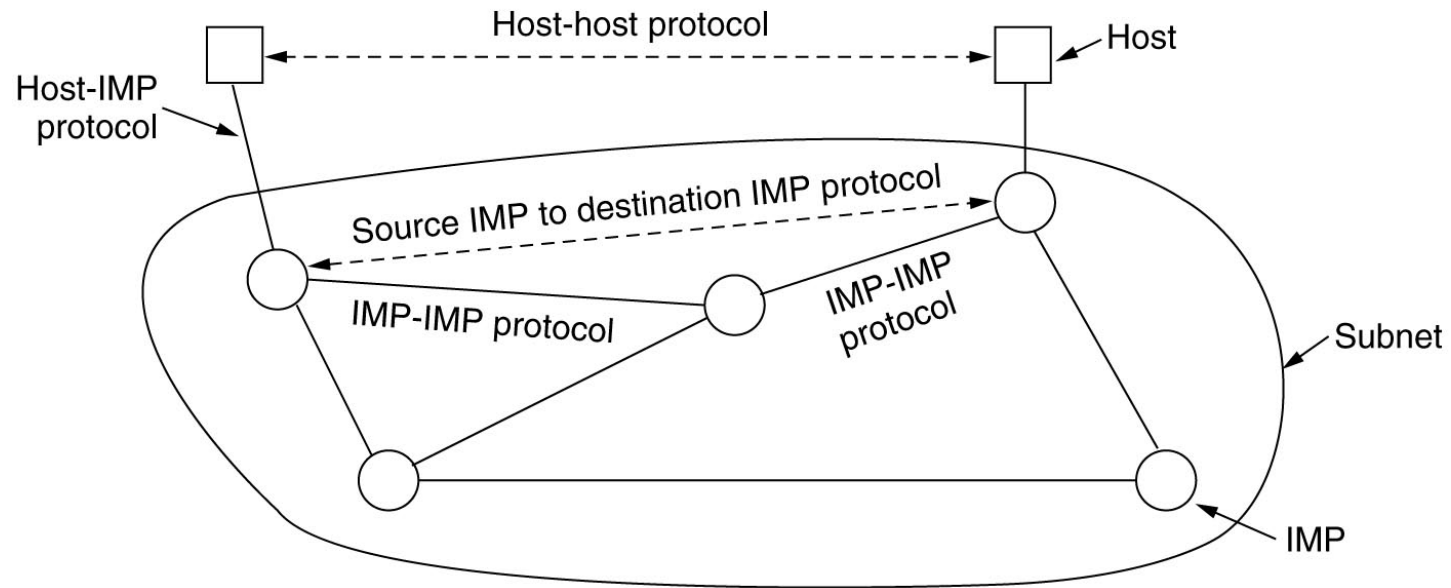 Host-host protocol
Host
Host-IMP
protocol
Source IMP to destination IMP protocol
IMP-IMP protocol
IMP-IMP
protocol
Subnet
IMP